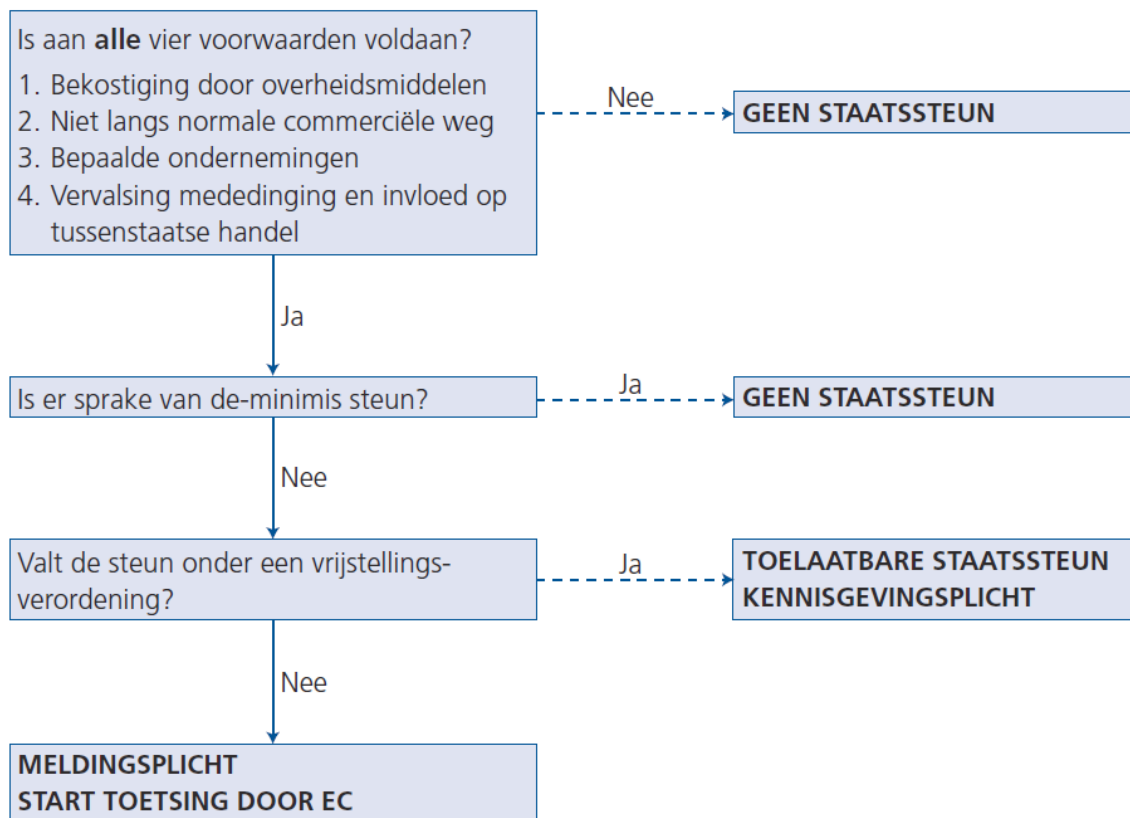 Is aan alle vier voorwaarden voldaan?
1. Bekostiging door overheidsmiddelen
2. Niet langs normale commerciële weg
3. Bepaalde ondernemingen
4. Vervalsing mededinging en invloed op
tussenstaatse handel
Nee
GEEN STAATSSTEUN
Ja
Is er sprake van de-minimis steun?
Ja
GEEN STAATSSTEUN
Nee
Valt de steun onder een vrijstellings-
verordening?
Ja
TOELAATBARE STAATSSTEUN
KENNISGEVINGSPLICHT
Nee
MELDINGSPLICHT
START TOETSING DOOR EC